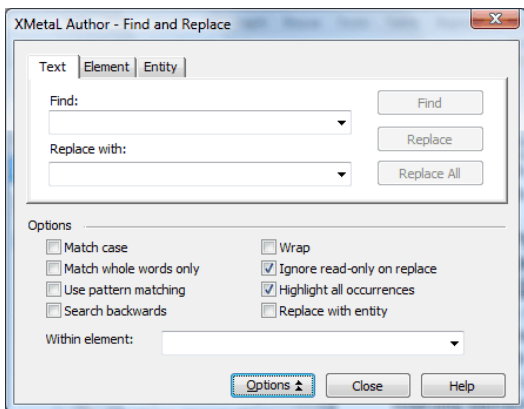 XMetaL Author - Find and Replace
Text Element Entity
Find:
Find
Replace
Replace with:
Replace All
Options
Match case
Wrap
Match whole words only
Ignore read-only on replace
Use pattern matching
Highlight all occurrences
Search backwards
Replace with entity
Within element:
Options
Close
Help